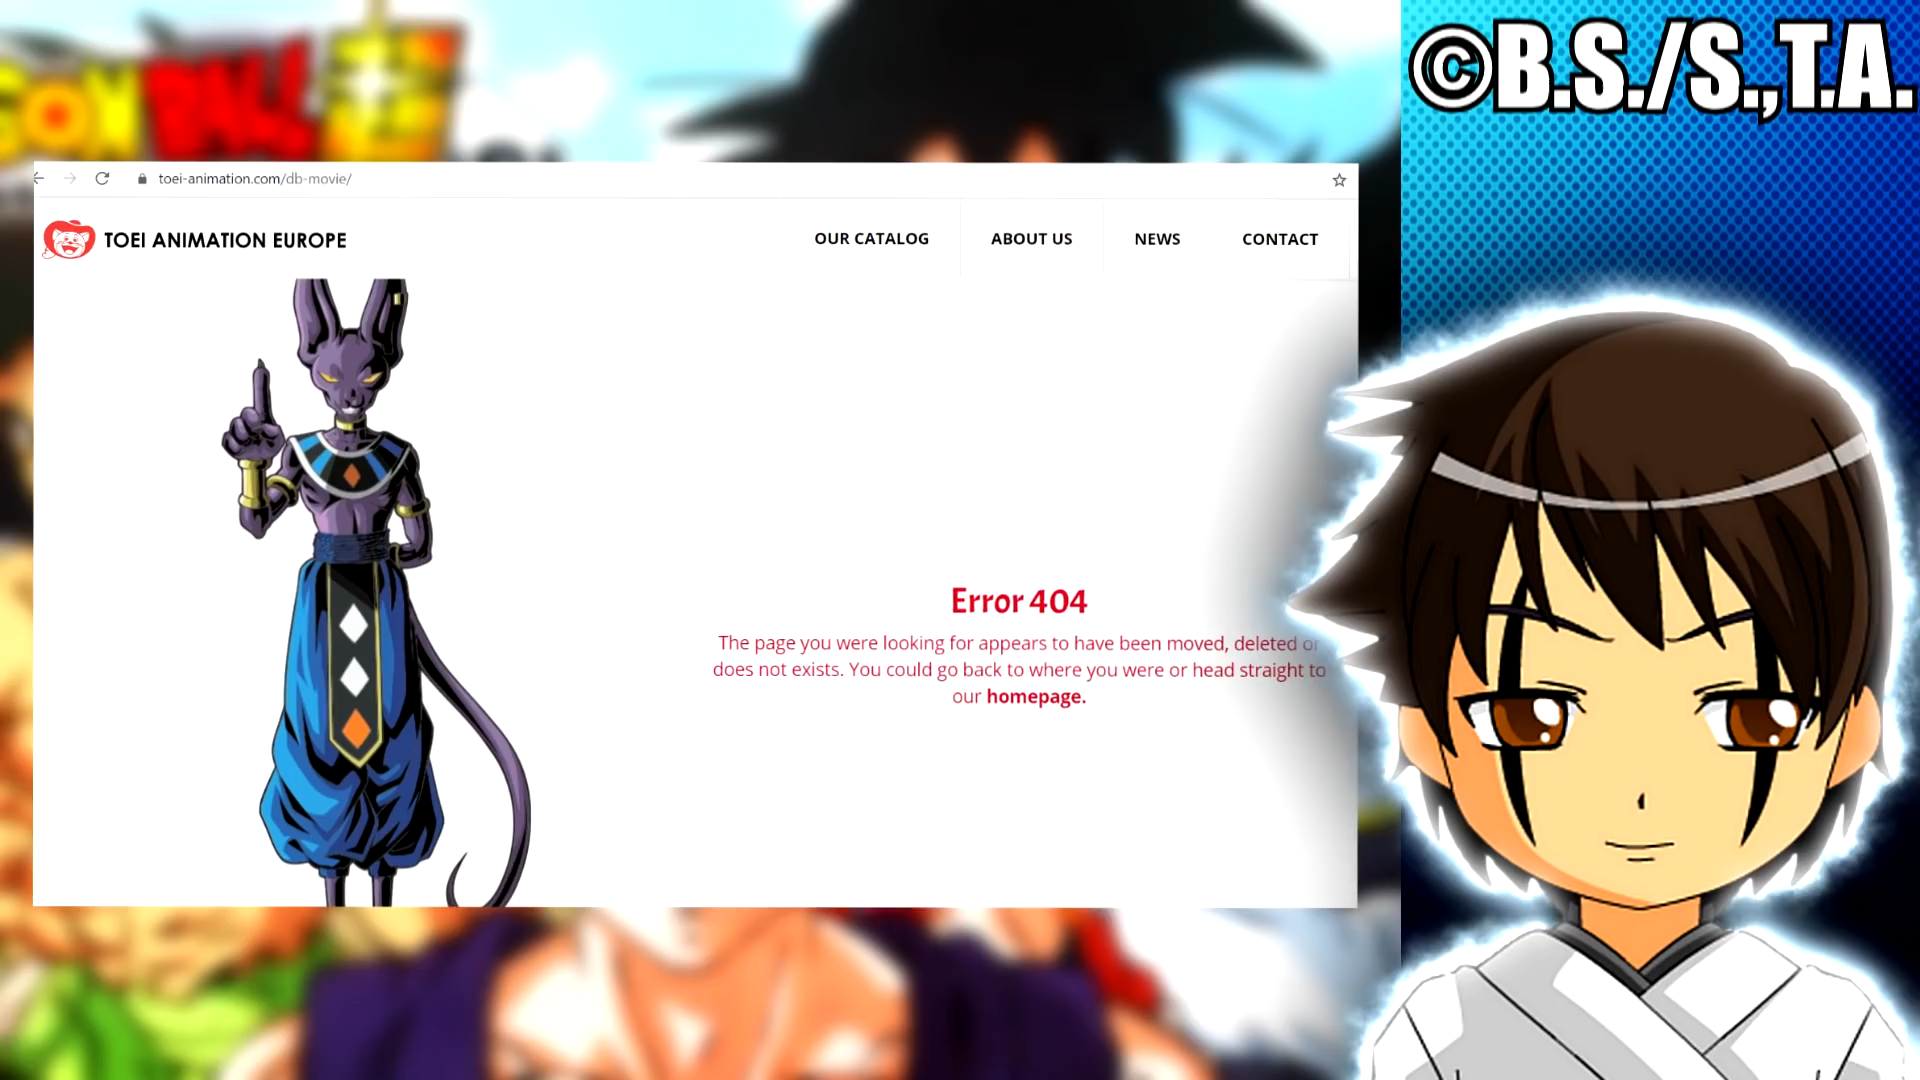 ©B.S./S.,T.A.
BALL
toei-animation.com/db-movie/
TOEI ANIMATION EUROPE
OUR CATALOG
ABOUT US
NEWS
CONTACT
Error 404
The page you were looking for appears to have been moved, deleted or
does not exists. You could go back to where you were or head straight to
our homepage.